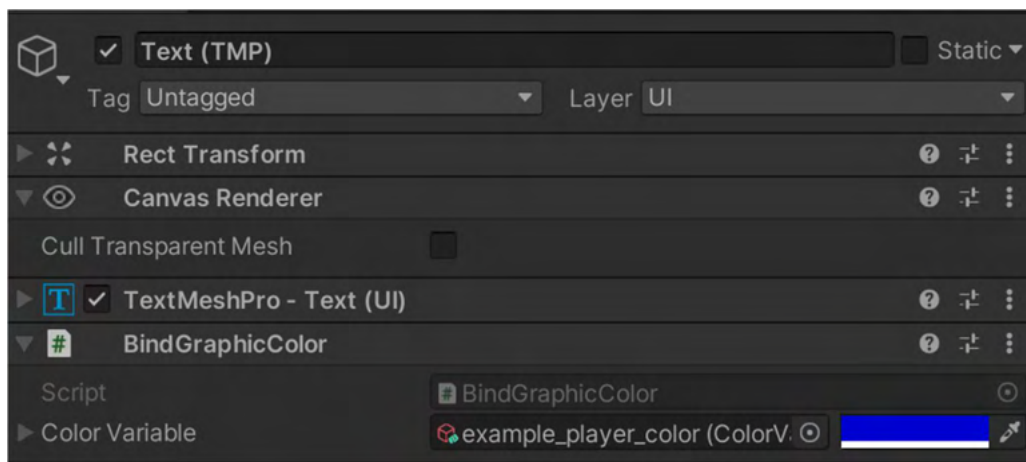 Text (TMP)
Static
Tag Untagged Layer UI
Rect Transform
Canvas Renderer
Cull Transparent Mesh
TextMeshPro - Text (UI)
# BindGraphicColor
Script # BindGraphicColor
Color Variable example_player_color (ColorV